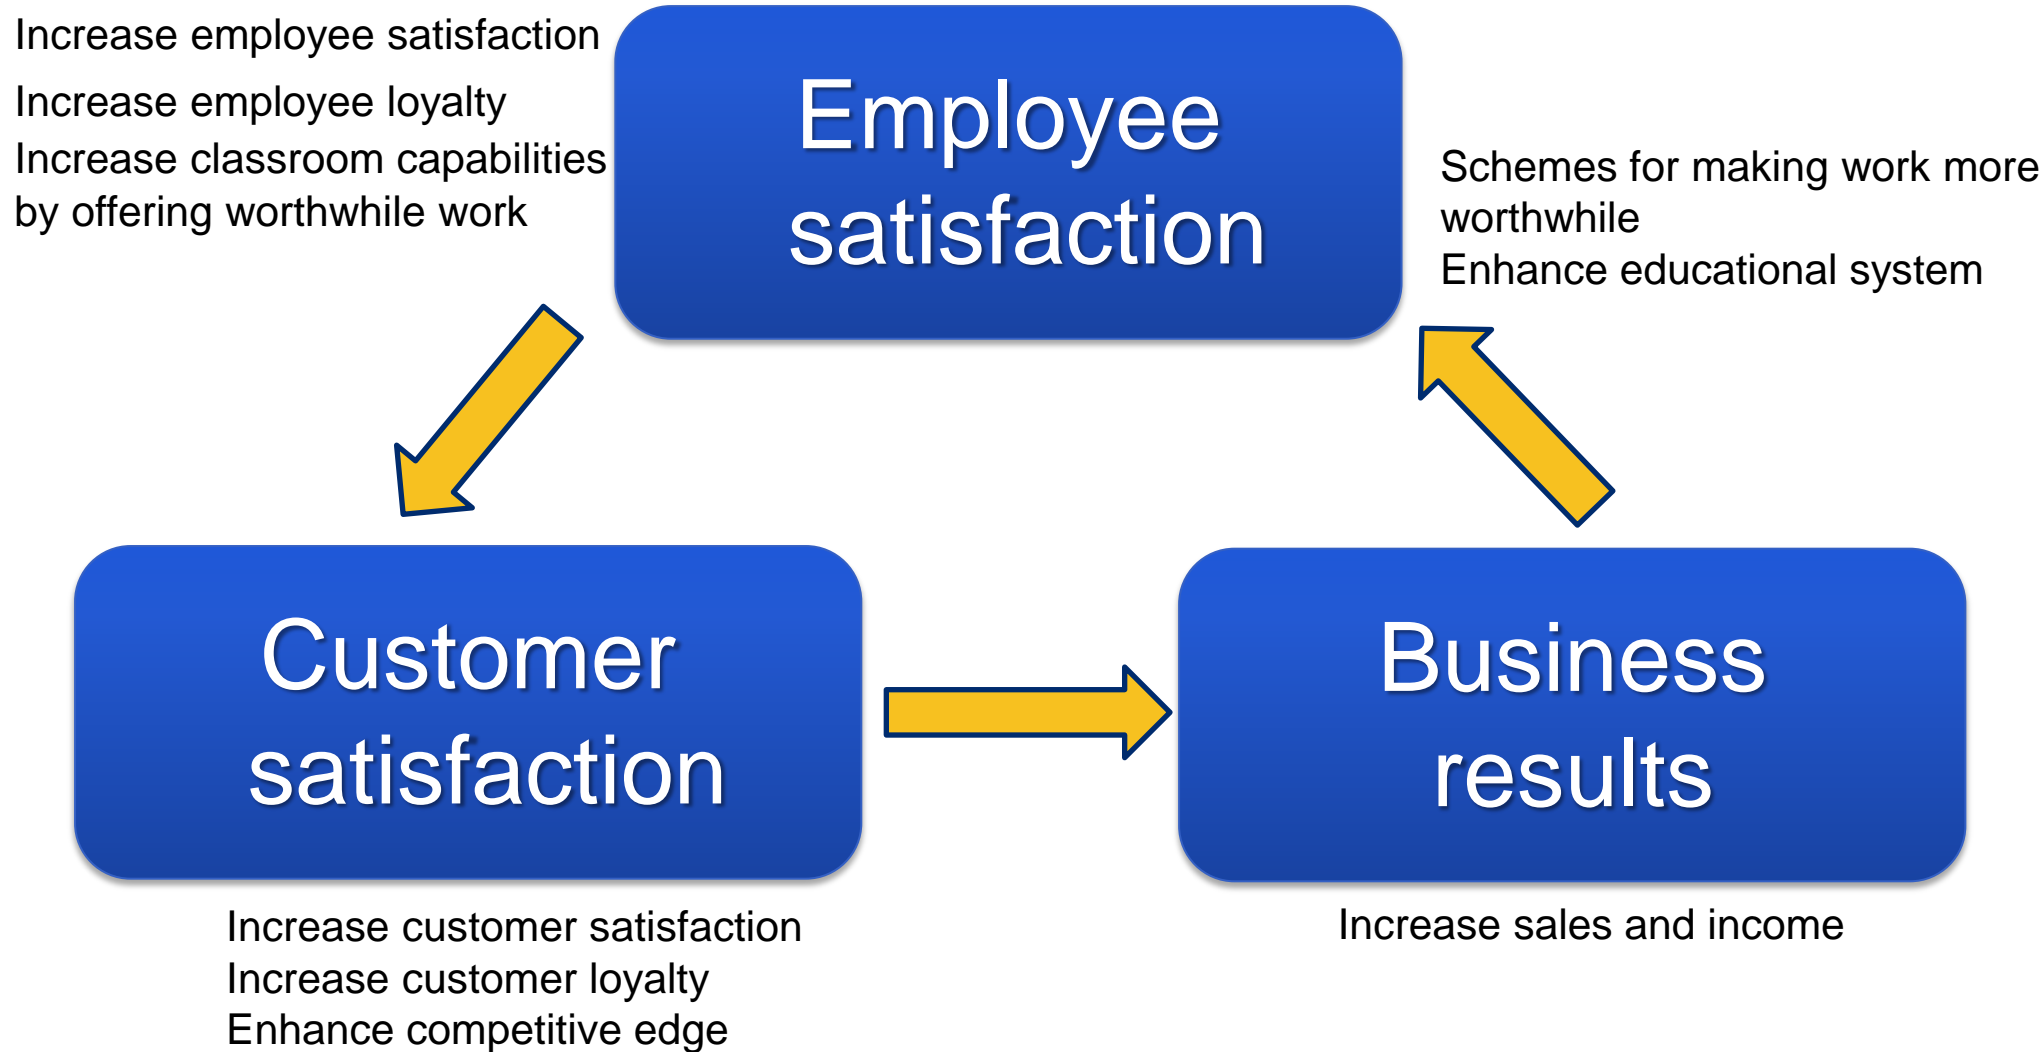 Increase employee satisfaction
Increase employee loyalty
Increase classroom capabilities
by offering worthwhile work
Employee
satisfaction
Schemes for making work more
worthwhile
Enhance educational system
Customer
satisfaction
Business
results
Increase customer satisfaction
Increase customer loyalty
Enhance competitive edge
Increase sales and income